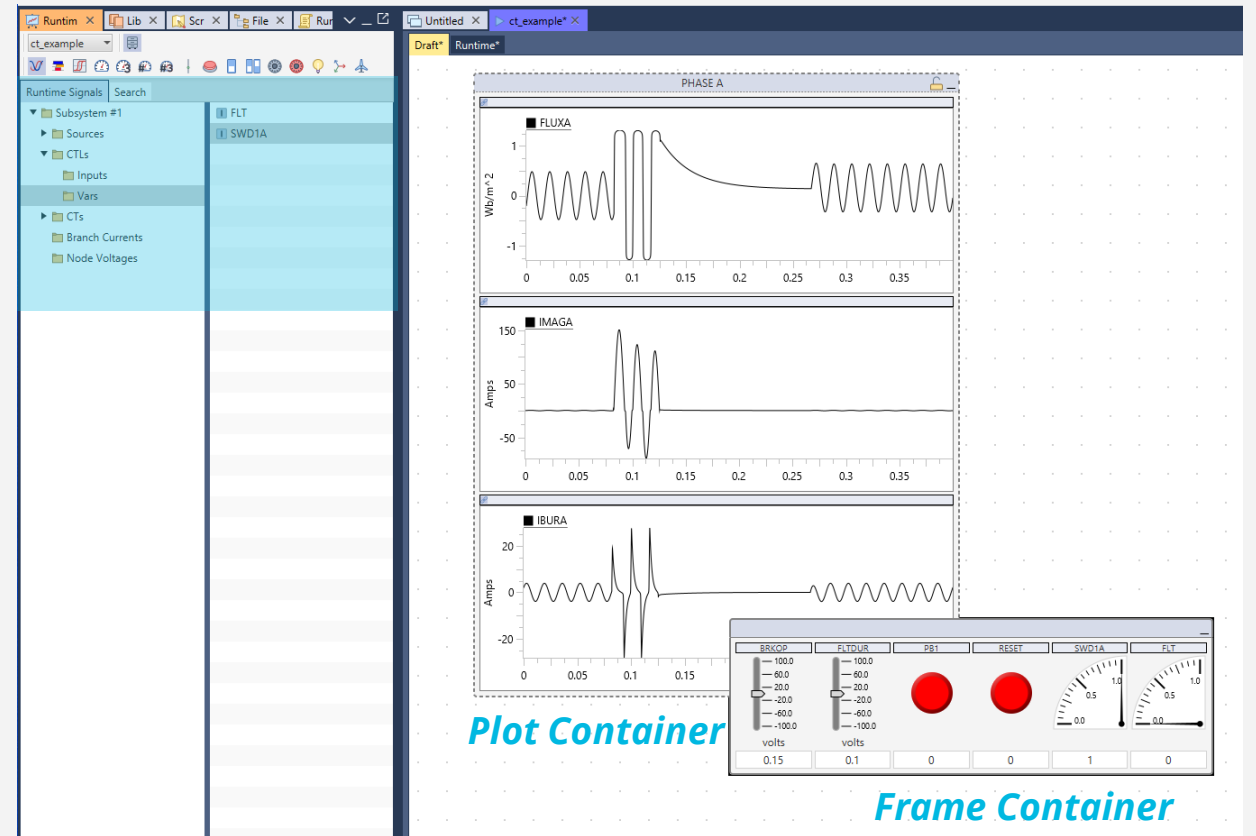 Runtim Lib Scr File Run
Untitled ct_example*
ct_example
Draft* Runtime*
Runtime Signals Search
Subsystem #1
Sources
CTLs
Inputs
Vars
CTs
Branch Currents
Node Voltages
FLT
SWD1A
PHASE A
FLUXA
Wb/m^2
1
0
-1
0 0.05 0.1 0.15 0.2 0.25 0.3 0.35
IMAGA
Amps
150
50
-50
0 0.05 0.1 0.15 0.2 0.25 0.3 0.35
IBURA
Amps
20
0
-20
0 0.05 0.1 0.15
BRKOP FLTDUR PB1 RESET SWD1A FLT
100.0 100.0
60.0 60.0
20.0 20.0
-20.0 -20.0
-60.0 -60.0
-100.0 -100.0
1.0 1.0
0.5 0.5
0.0 0.0
volts volts
0.15 0.1 0 0 1 0
Plot Container
Frame Container